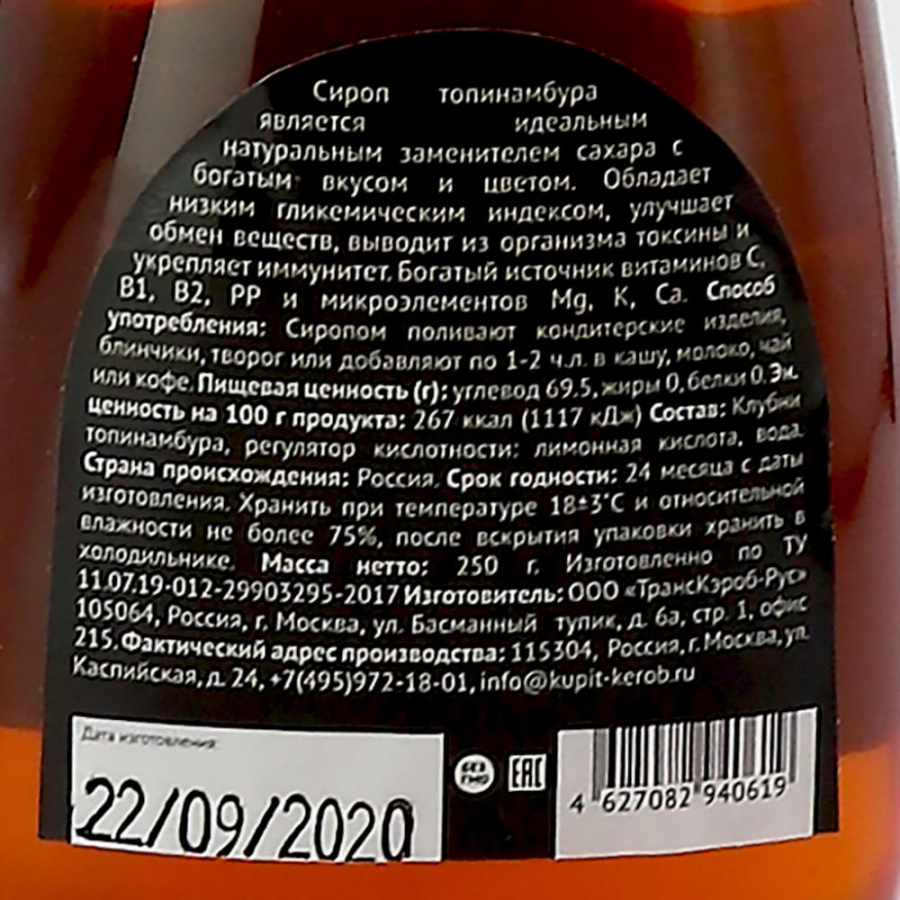 Сироп топинамбура
является идеальным
натуральным заменителем сахара с
богатым вкусом и цветом. Обладает
низким гликемическим индексом, улучшает
обмен веществ, выводит из организма токсины и
укрепляет иммунитет. Богатый источник витаминов С,
В1, В2, РР и микроэлементов Mg, K, Ca. Способ
употребления: Сиропом поливают кондитерские изделия,
блинчики, творог или добавляют по 1-2 ч.л. в кашу, молоко, чай
или кофе. Пищевая ценность (г): углевод 69.5, жиры 0, белки 0. Эн.
ценность на 100 г продукта: 267 ккал (1117 кДж) Состав: Клубни
топинамбура, регулятор кислотности: лимонная кислота, вода.
Страна происхождения: Россия. Срок годности: 24 месяца с даты
изготовления. Хранить при температуре 18±3°С и относительной
влажности не более 75%, после вскрытия упаковки хранить в
холодильнике. Масса нетто: 250 г. Изготовленно по ТУ
11.07.19-012-29903295-2017 Изготовитель: ООО «ТрансКэроб-Рус»
105064, Россия, г. Москва, ул. Басманный тупик, д. 6а, стр. 1, офис
215. Фактический адрес производства: 115304, Россия, г. Москва, ул.
Каспийская, д. 24, +7(495)972-18-01, info@kupit-kerob.ru
Дата изготовления:
22/09/2020
БЕЗ
ГМО
EAC
4 627082 940619